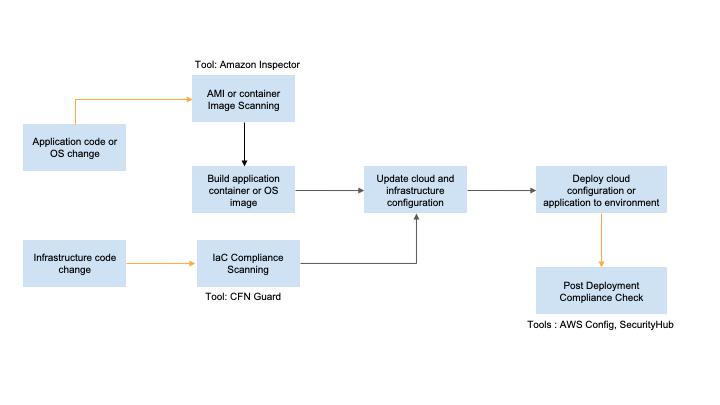 Tool: Amazon Inspector
AMI or container
Image Scanning
Application code or
OS change
Build application
container or OS
image
Update cloud and
infrastructure
configuration
Deploy cloud
configuration or
application to environment
Infrastructure code
change
IaC Compliance
Scanning
Tool: CFN Guard
Post Deployment
Compliance Check
Tools : AWS Config, SecurityHub